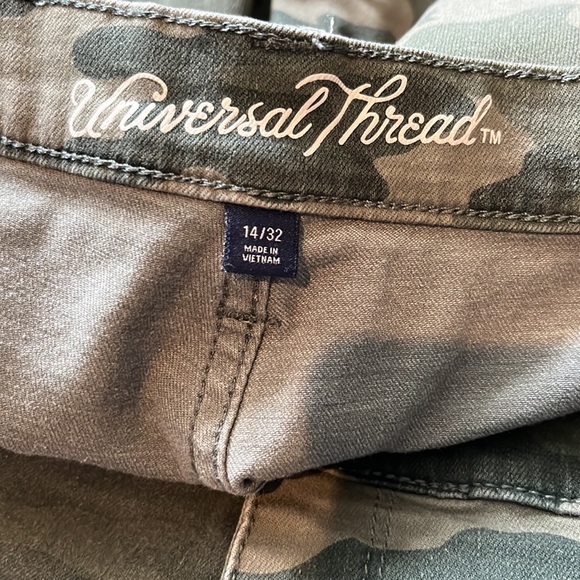 Universal Thread™
14/32
MADE IN
VIETNAM